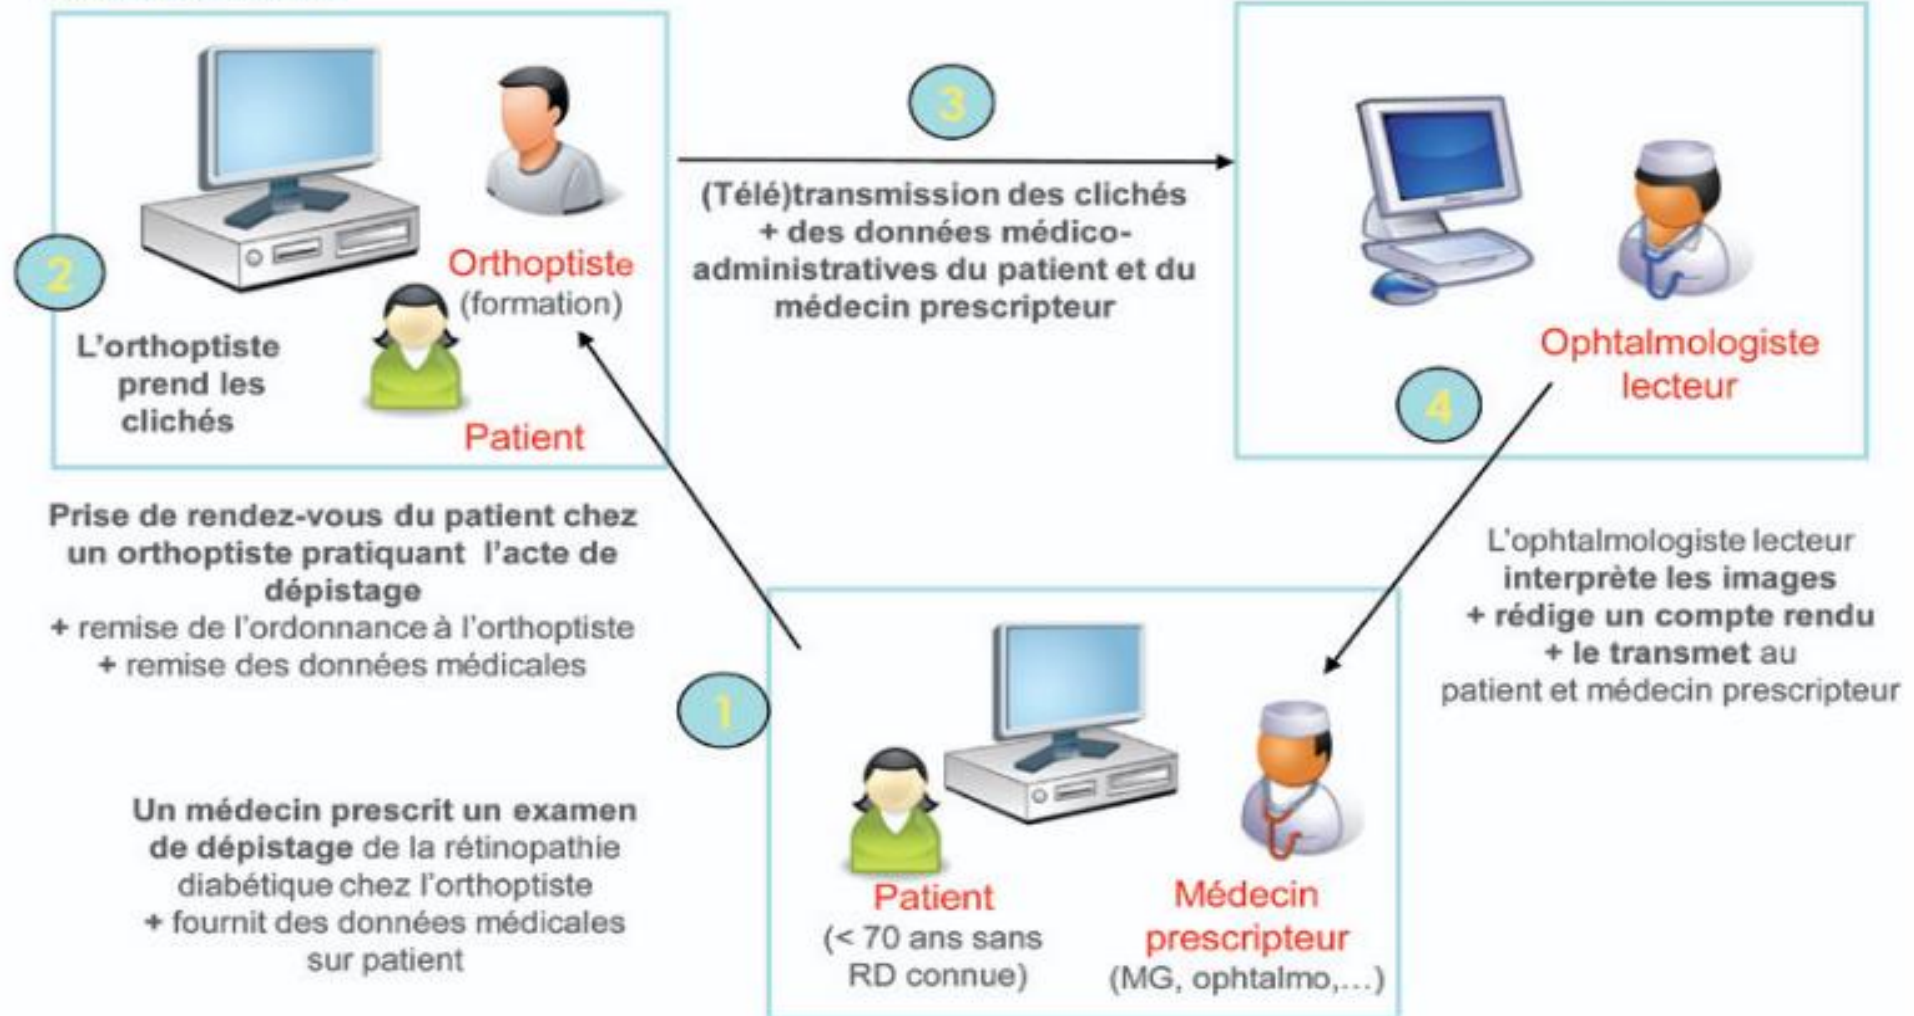 3
(Télé)transmission des clichés
+ des données médico-
administratives du patient et du
médecin prescripteur
2
Orthoptiste
(formation)
L'orthoptiste
prend les
clichés
Patient
Ophtalmologiste
lecteur
4
Prise de rendez-vous du patient chez
un orthoptiste pratiquant l'acte de
dépistage
+ remise de l'ordonnance à l'orthoptiste
+ remise des données médicales
L'ophtalmologiste lecteur
interprète les images
+ rédige un compte rendu
+ le transmet au
patient et médecin prescripteur
1
Un médecin prescrit un examen
de dépistage de la rétinopathie
diabétique chez l'orthoptiste
+ fournit des données médicales
sur patient
Patient
(< 70 ans sans
RD connue)
Médecin
prescripteur
(MG, ophtalmo,...)